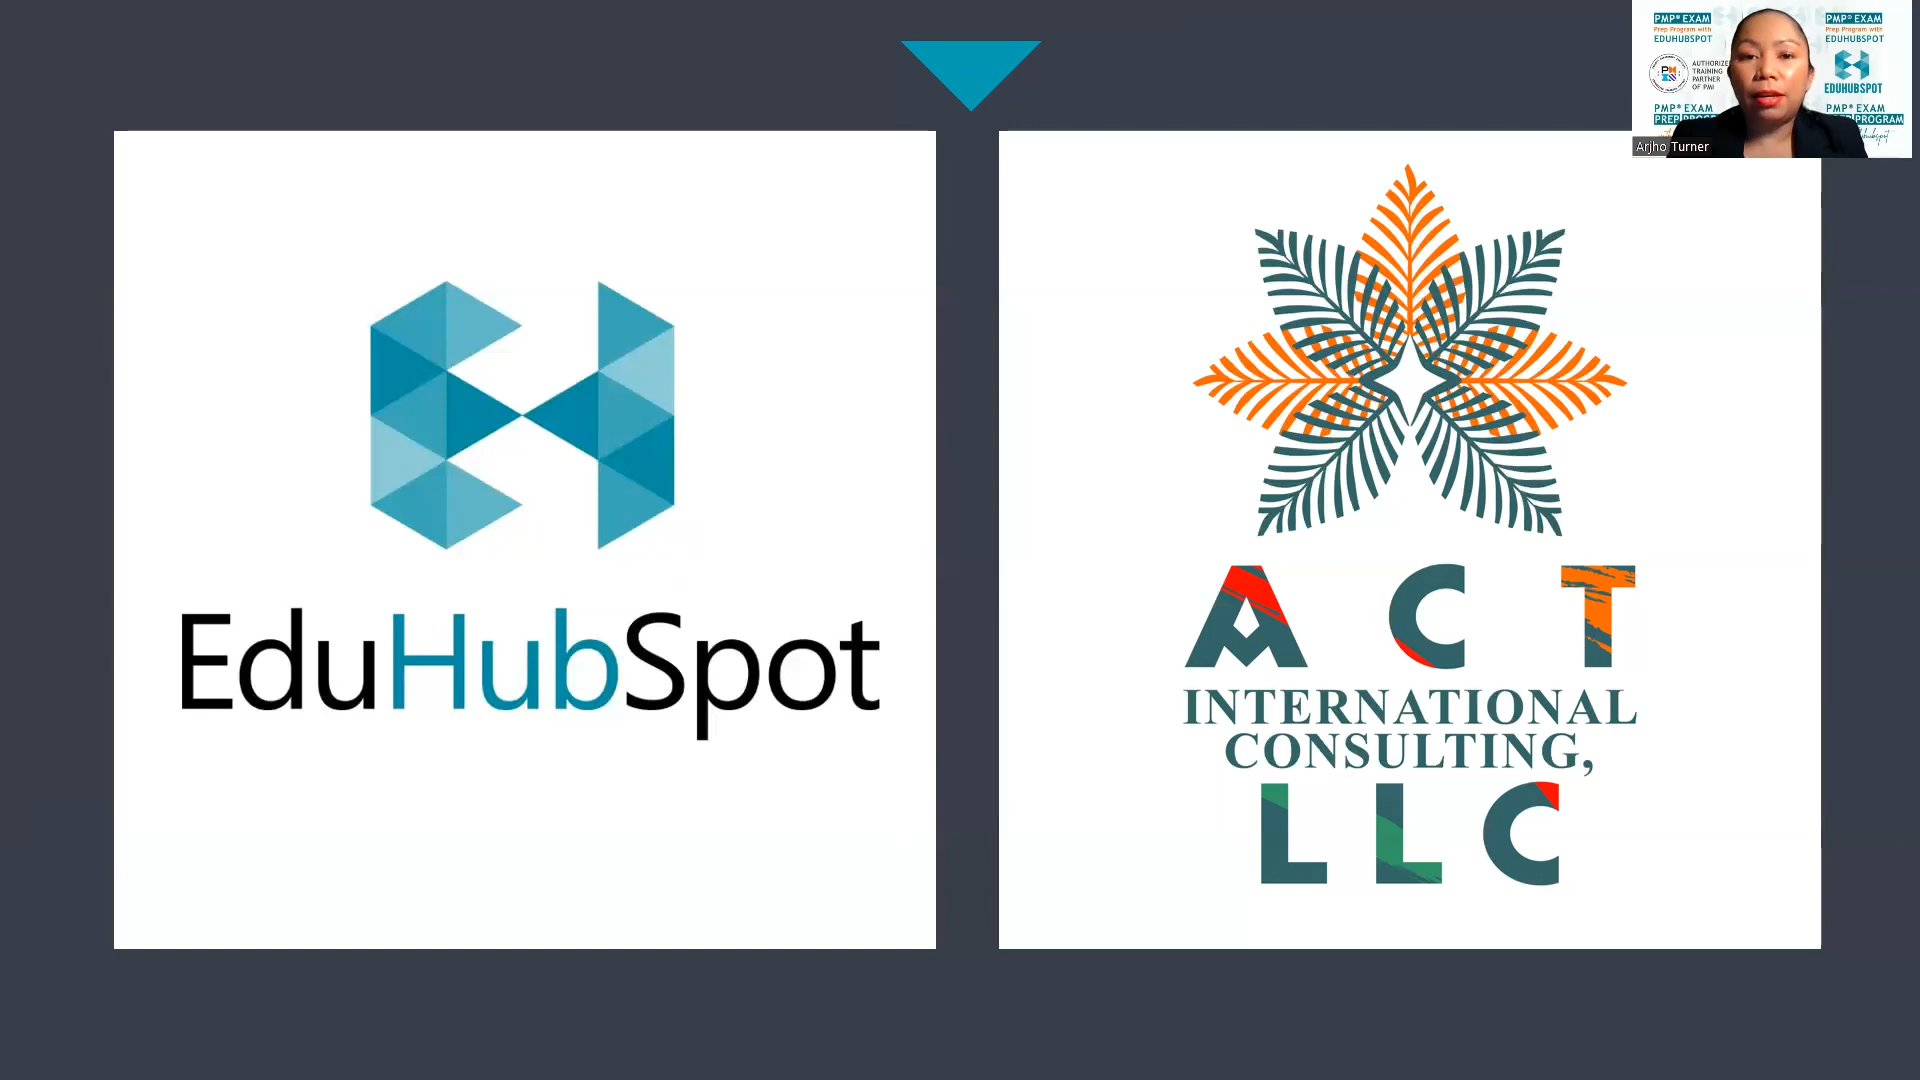 EduHubSpot
ACT
INTERNATIONAL
CONSULTING,
LLC
PMP® EXAM
Prep Program with
EDUHUBSPOT
AUTHORIZE
TRAINING
PARTNER
OF PMI
PMP® EXAM
PMP® EXAM
Prep Program with
EDUHUBSPOT
EDUHUBSPOT
PMP® EXAM
PROGRAM
Arjho Turner